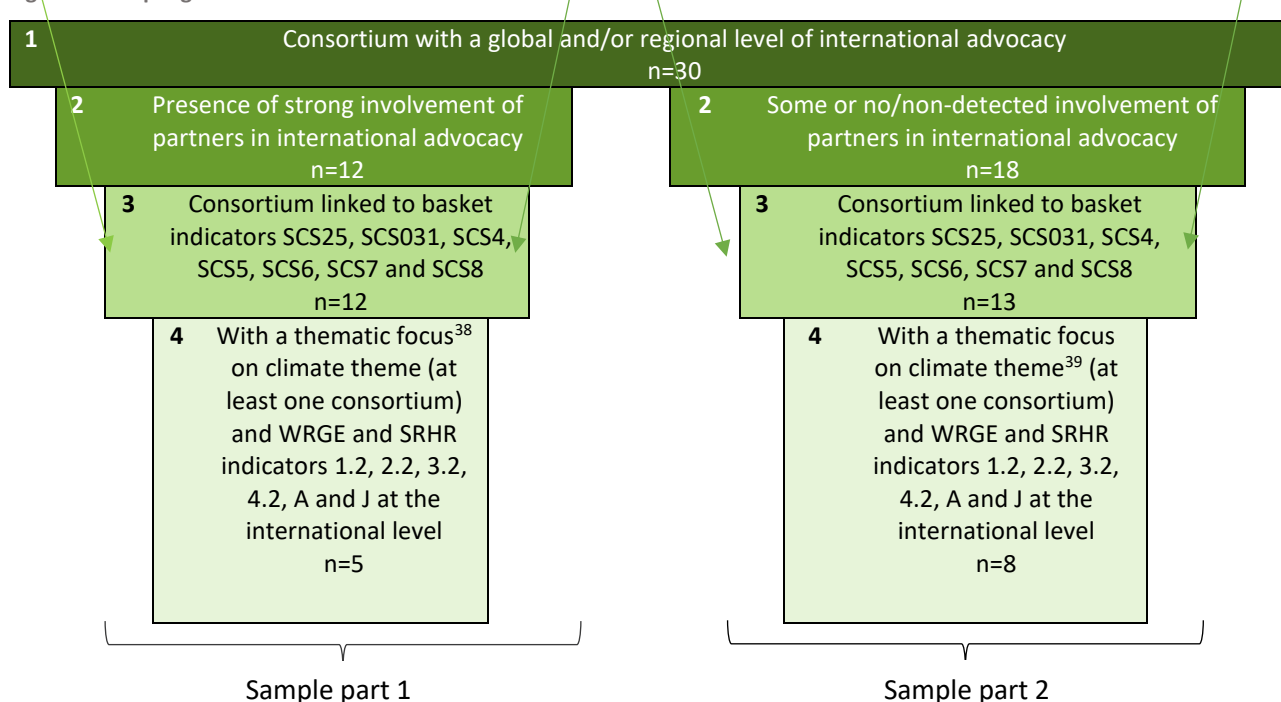 1 Consortium with a global and/or regional level of international advocacy
n=30
2 Presence of strong involvement of
partners in international advocacy
n=12
3 Consortium linked to basket
indicators SCS25, SCS031, SCS4,
SCS5, SCS6, SCS7 and SCS8
n=12
4 With a thematic focus38
on climate theme (at
least one consortium)
and WRGE and SRHR
indicators 1.2, 2.2, 3.2,
4.2, A and J at the
international level
n=5
Sample part 1
2 Some or no/non-detected involvement of
partners in international advocacy
n=18
3 Consortium linked to basket
indicators SCS25, SCS031, SCS4,
SCS5, SCS6, SCS7 and SCS8
n=13
4 With a thematic focus
on climate theme39 (at
least one consortium)
and WRGE and SRHR
indicators 1.2, 2.2, 3.2,
4.2, A and J at the
international level
n=8
Sample part 2